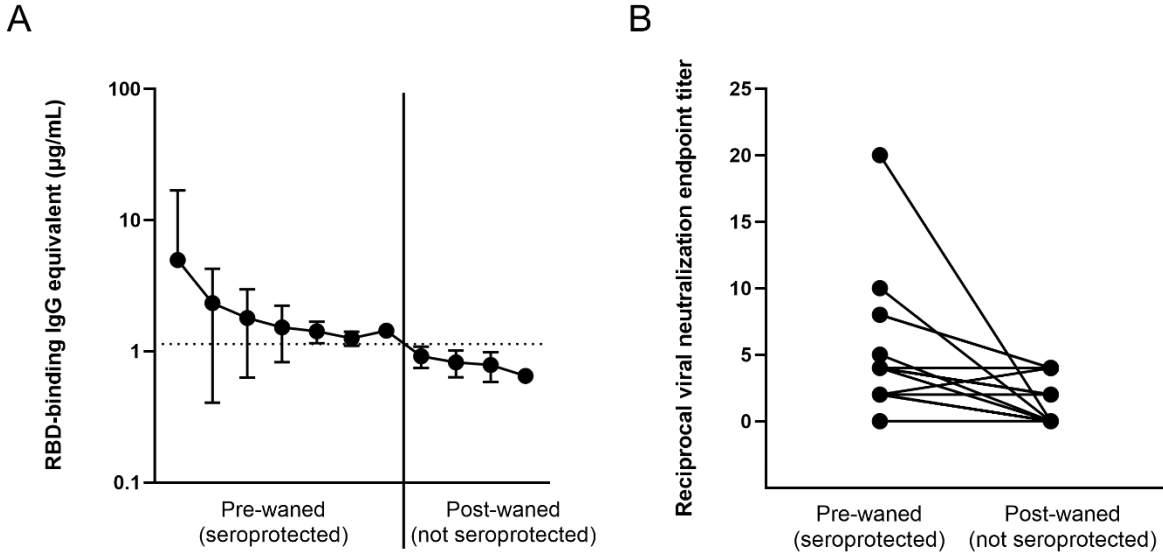 A
RBD-binding IgG equivalent (µg/mL)
100
10
1
0.1
Pre-waned
(seroprotected)
Post-waned
(not seroprotected)
B
Reciprocal viral neutralization endpoint titer
25
20
15
10
5
0
Pre-waned
(seroprotected)
Post-waned
(not seroprotected)